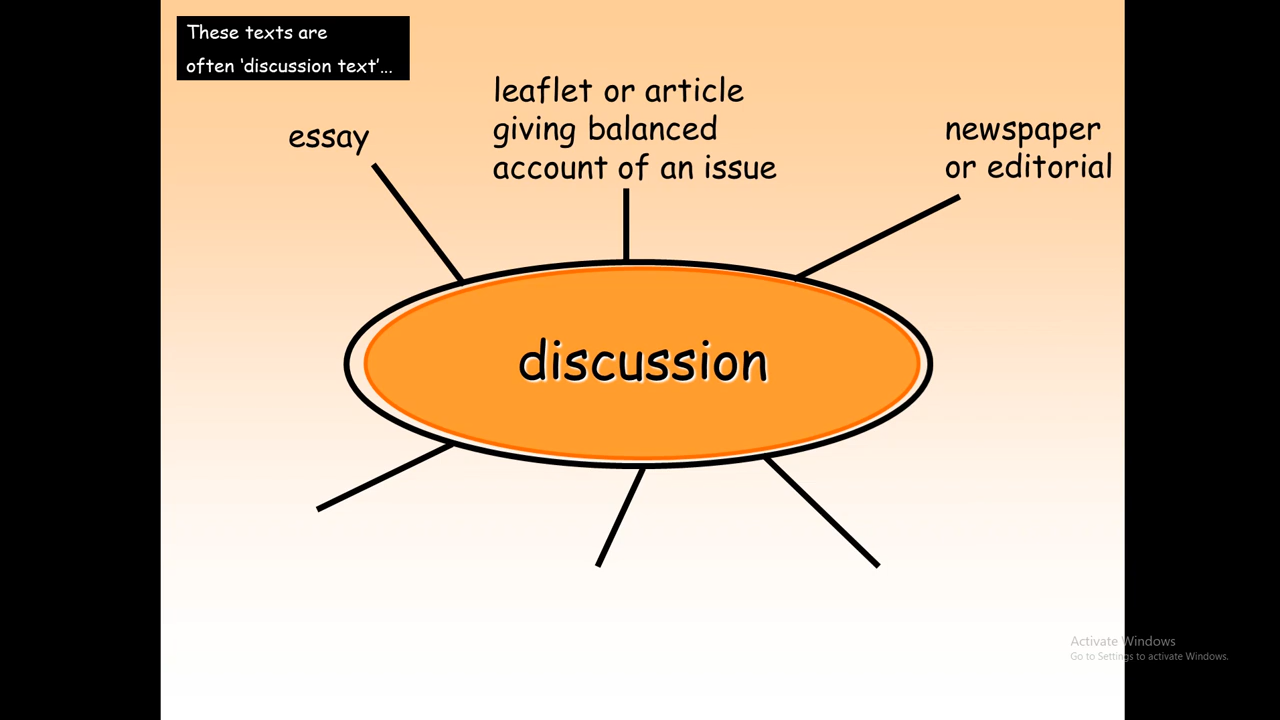 These texts are
often ‘discussion text’…
essay
leaflet or article
giving balanced
account of an issue
newspaper
or editorial
discussion
Activate Windows
Go to Settings to activate Windows.